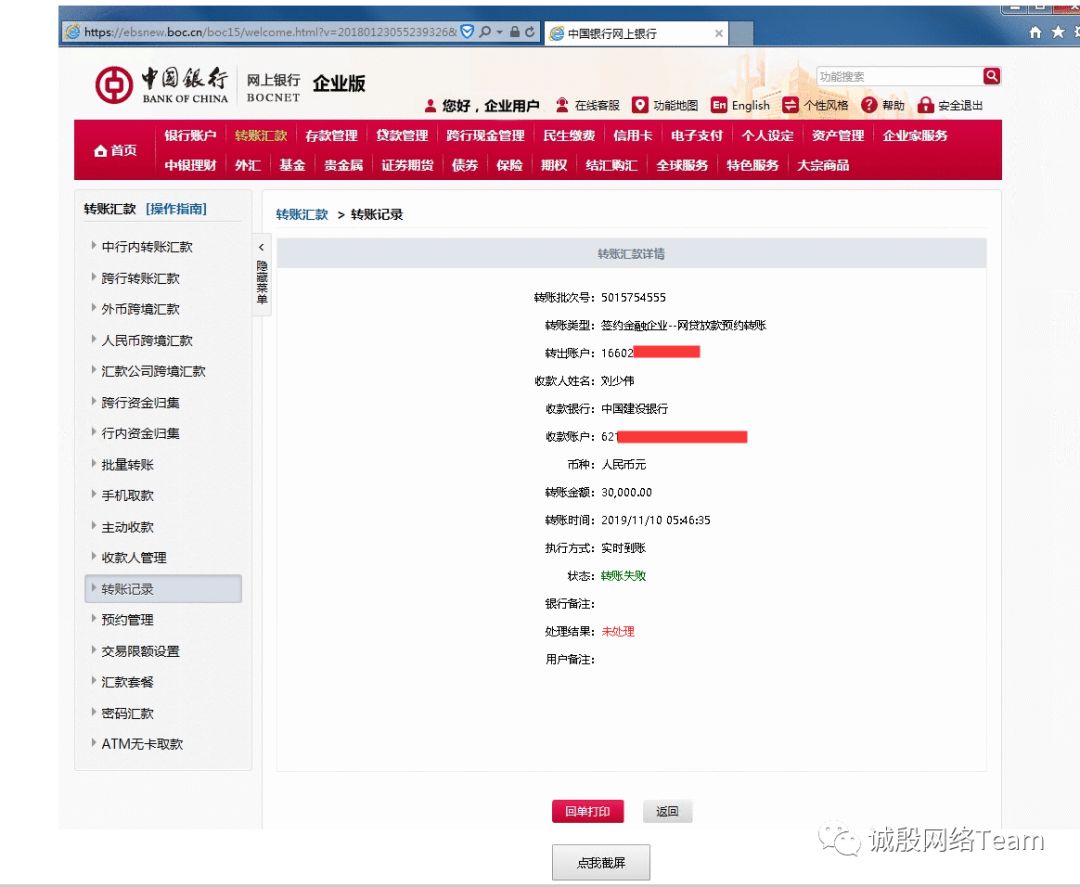 https://ebsnew.boc.cn/boc15/welcome.html?v=20180123055239326&
中国银行网上银行
中国银行
BANK OF CHINA
网上银行
BOCNET
企业版
功能搜索
您好，企业用户
在线客服
功能地图
En English
个性风格
帮助
安全退出
首页
银行账户 转账汇款 存款管理 贷款管理 跨行现金管理 民生缴费 信用卡 电子支付 个人设定 资产管理 企业家服务
中银理财 外汇 基金 贵金属 证券期货 债券 保险 期权 结汇购汇 全球服务 特色服务 大宗商品
转账汇款 [操作指南]
中行内转账汇款
跨行转账汇款
外币跨境汇款
人民币跨境汇款
汇款公司跨境汇款
跨行资金归集
行内资金归集
批量转账
手机取款
主动收款
收款人管理
转账记录
预约管理
交易限额设置
汇款套餐
密码汇款
ATM无卡取款
隐藏菜单
转账汇款 > 转账记录
转账汇款详情
转账批次号：5015754555
转账类型：签约金融企业--网贷放款预约转账
转出账户：16602
收款人姓名：刘少伟
收款银行：中国建设银行
收款账户：621
币种：人民币元
转账金额：30,000.00
转账时间：2019/11/10 05:46:35
执行方式：实时到账
状态：转账失败
银行备注：
处理结果：未处理
用户备注：
回单打印 返回
点我截屏
诚殷网络Team